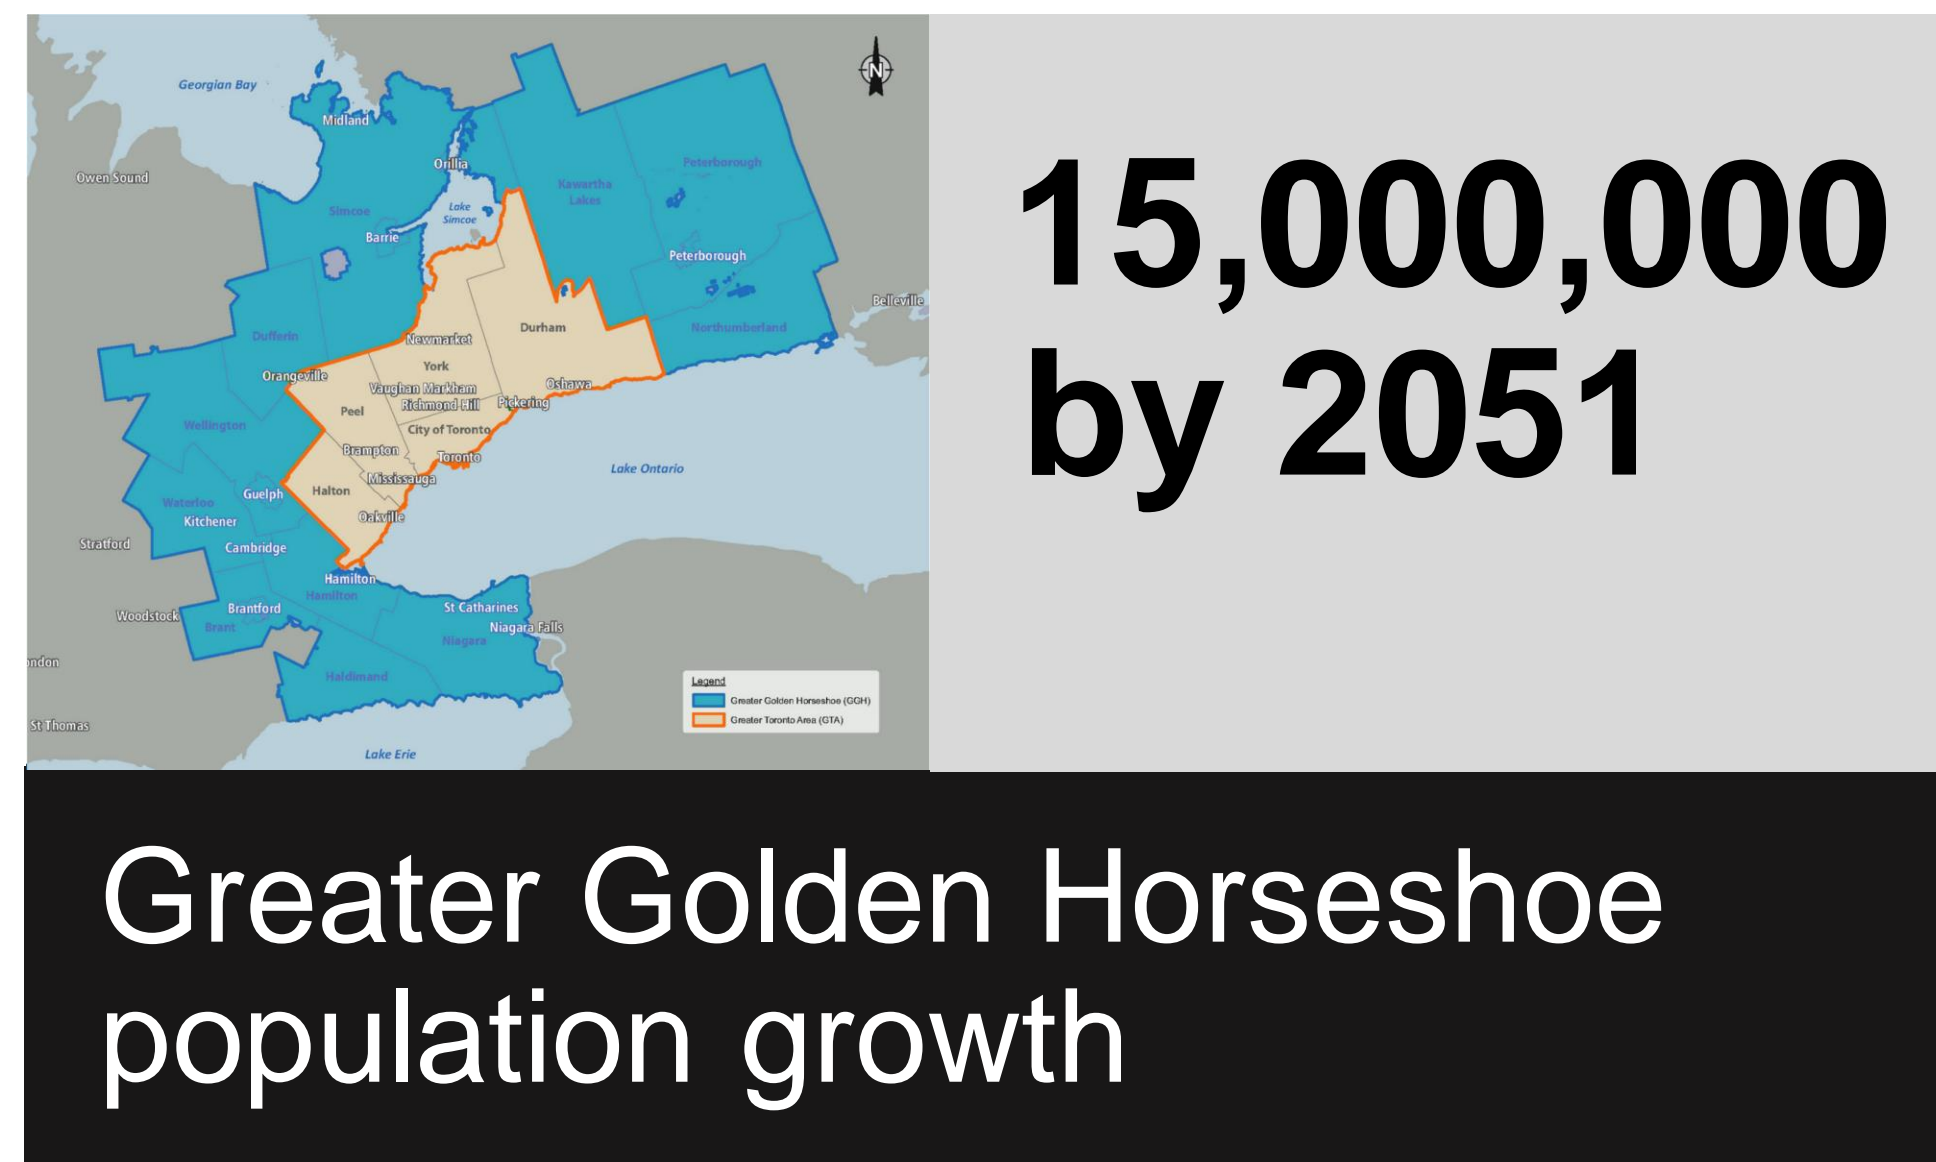 Georgian Bay
N
Midland
Orillia
Owen Sound
Peterborough
Kawartha
Lakes
Simcoe
Lake
Simcoe
Barrie
Peterborough
Belleville
Durham
Northumberland
Dufferin
Newmarket
York
Orangeville
Vaughan Markham
Oshawa
Richmond Hill
Pickering
Peel
Wellington
City of Toronto
Brampton
Toronto
Lake Ontario
Mississauga
Halton
Guelph
Waterloo
Kitchener
Oakville
Stratford
Cambridge
Hamilton
Hamilton
Woodstock
Brantford
St Catharines
Brant
Niagara Falls
Niagara
ondon
Haldimand
St Thomas
Lake Erie
Legend
Greater Golden Horseshoe (GGH)
Greater Toronto Area (GTA)
15,000,000
by 2051
Greater Golden Horseshoe
population growth